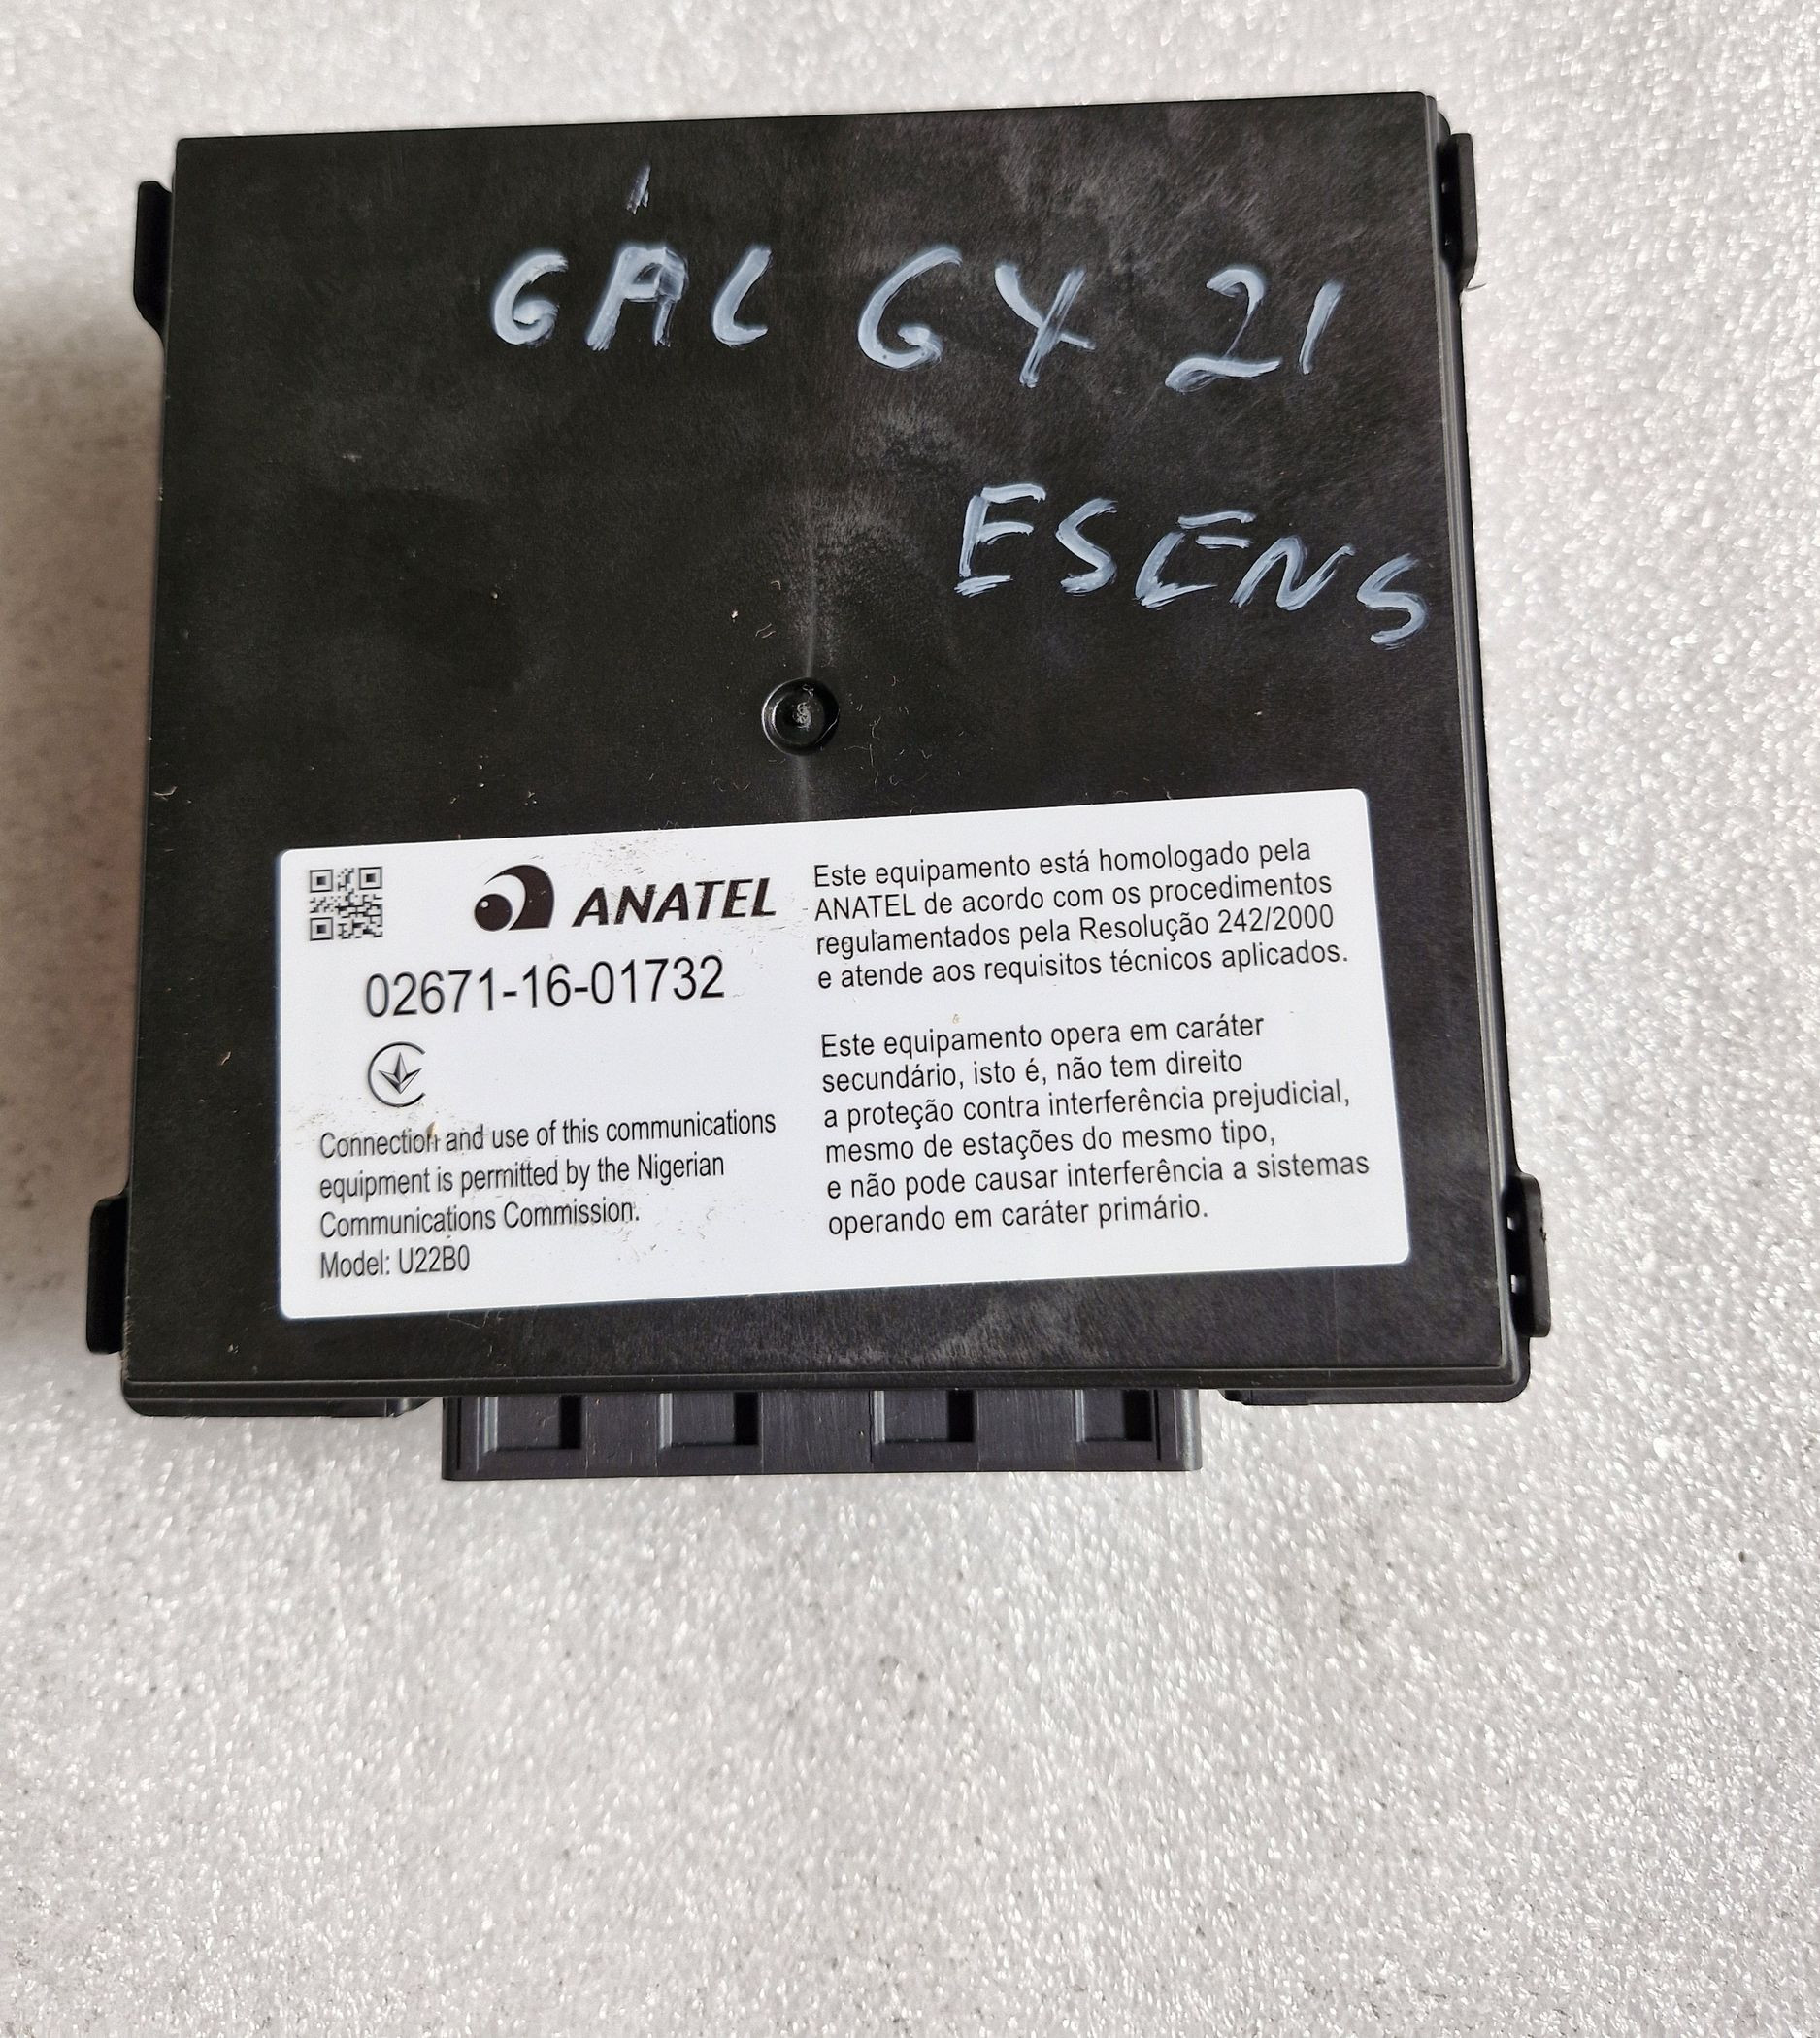 GAL GY 21
ESENS
ANATEL
02671-16-01732
Connection and use of this communications
equipment is permitted by the Nigerian
Communications Commission.
Model: U22B0
Este equipamento está homologado pela
ANATEL de acordo com os procedimentos
regulamentados pela Resolução 242/2000
e atende aos requisitos técnicos aplicados.
Este equipamento opera em caráter
secundário, isto é, não tem direito
a proteção contra interferência prejudicial,
mesmo de estações do mesmo tipo,
e não pode causar interferência a sistemas
operando em caráter primário.